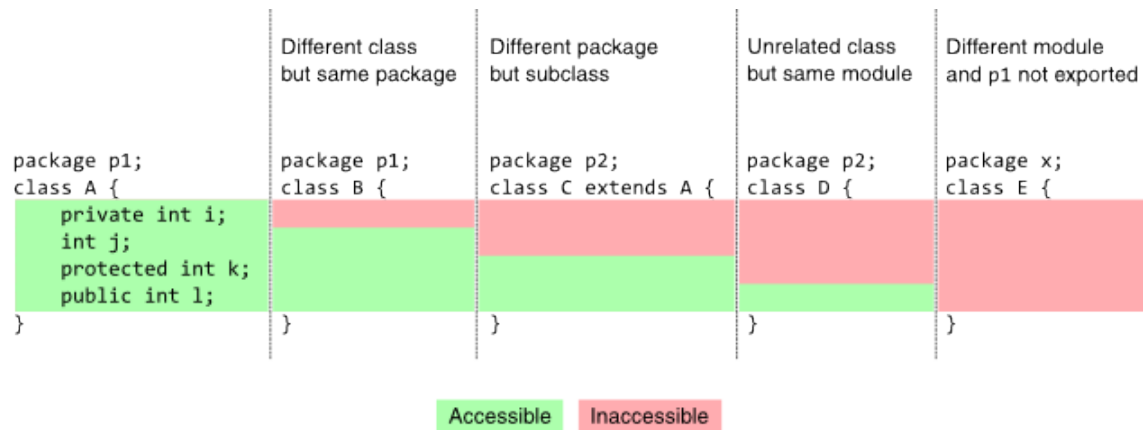 Different class
but same package
Different package
but subclass
Unrelated class
but same module
Different module
and p1 not exported
package p1;
class A {
private int i;
int j;
protected int k;
public int l;
}
package p1;
class B {
}
package p2;
class C extends A {
}
package p2;
class D {
}
package x;
class E {
}
Accessible
Inaccessible